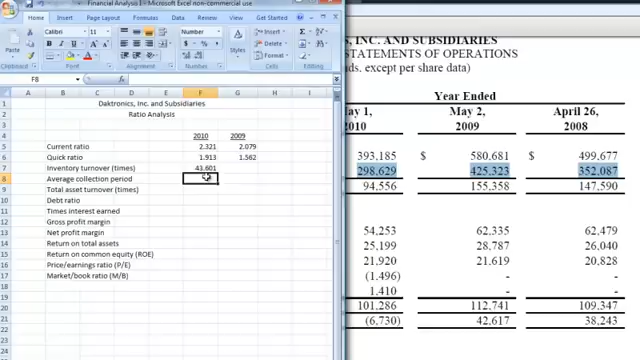 Financial Analysis I - Microsoft Excel non-commercial use
Home Insert Page Layout Formulas Data Review View Get Started
Paste
Calibri 11
B I U
Number
$ % ,
Styles
Insert
Delete
Format
Clipboard Font Alignment Number Cells Editing
F8
A B C D E F G H I
1 Daktronics, Inc. and Subsidiaries
2 Ratio Analysis
3
4 2010 2009
5 Current ratio 2.321 2.079
6 Quick ratio 1.913 1.562
7 Inventory turnover (times) 43.601
8 Average collection period
9 Total asset turnover (times)
10 Debt ratio
11 Times interest earned
12 Gross profit margin
13 Net profit margin
14 Return on total assets
15 Return on common equity (ROE)
16 Price/earnings ratio (P/E)
17 Market/book ratio (M/B)
18
19
20
21
22
, INC. AND SUBSIDIARIES
STATEMENTS OF OPERATIONS
ds, except per share data)
Year Ended
May 1, May 2, April 26,
2010 2009 2008
393,185 $ 580,681 $ 499,677
298,629 425,323 352,087
94,556 155,358 147,590
54,253 62,335 62,479
25,199 28,787 26,040
21,920 21,619 20,828
(1,496) - -
1,410 - -
101,286 112,741 109,347
(6,730) 42,617 38,243